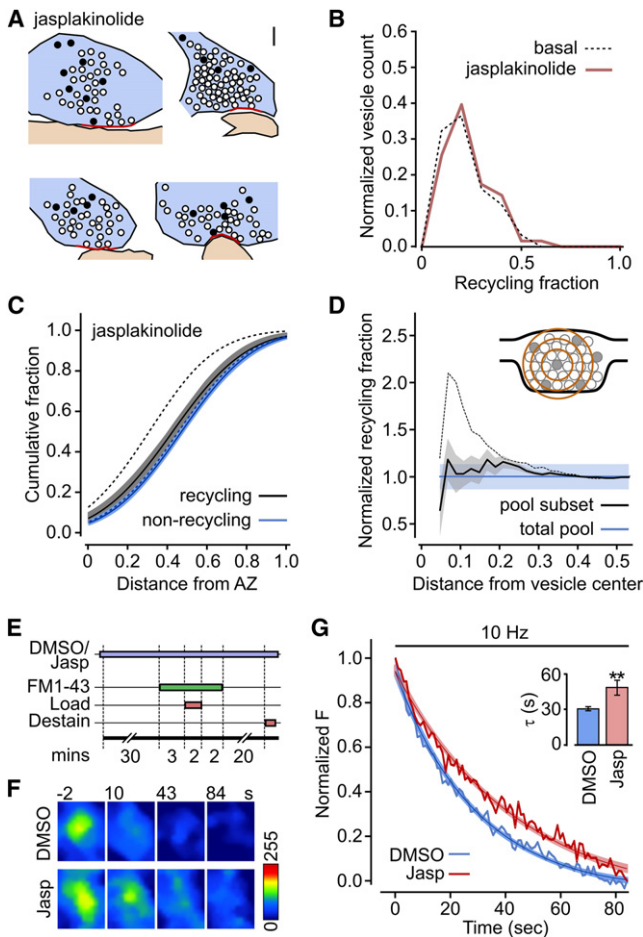 A
jasplakinolide
B
Normalized vesicle count
0.4
0.3
0.2
0.1
0.0
basal
jasplakinolide
0
0.5
1.0
Recycling fraction
C
Cumulative fraction
1.0
0.8
0.6
0.4
0.2
0.0
jasplakinolide
recycling
non-recycling
0
0.2
0.4
0.6
0.8
1.0
Distance from AZ
D
Normalized recycling fraction
2.5
2.0
1.5
1.0
0.5
pool subset
total pool
0
0.1
0.2
0.3
0.4
0.5
Distance from vesicle center
E
DMSO/
Jasp
FM1-43
Load
Destain
mins
30
3
2
2
20
F
-2
10
43
84
s
DMSO
Jasp
255
0
G
10 Hz
Normalized F
1.0
0.8
0.6
0.4
0.2
0.0
τ (s)
60
40
20
0
**
DMSO
Jasp
DMSO
Jasp
0
20
40
60
80
Time (sec)